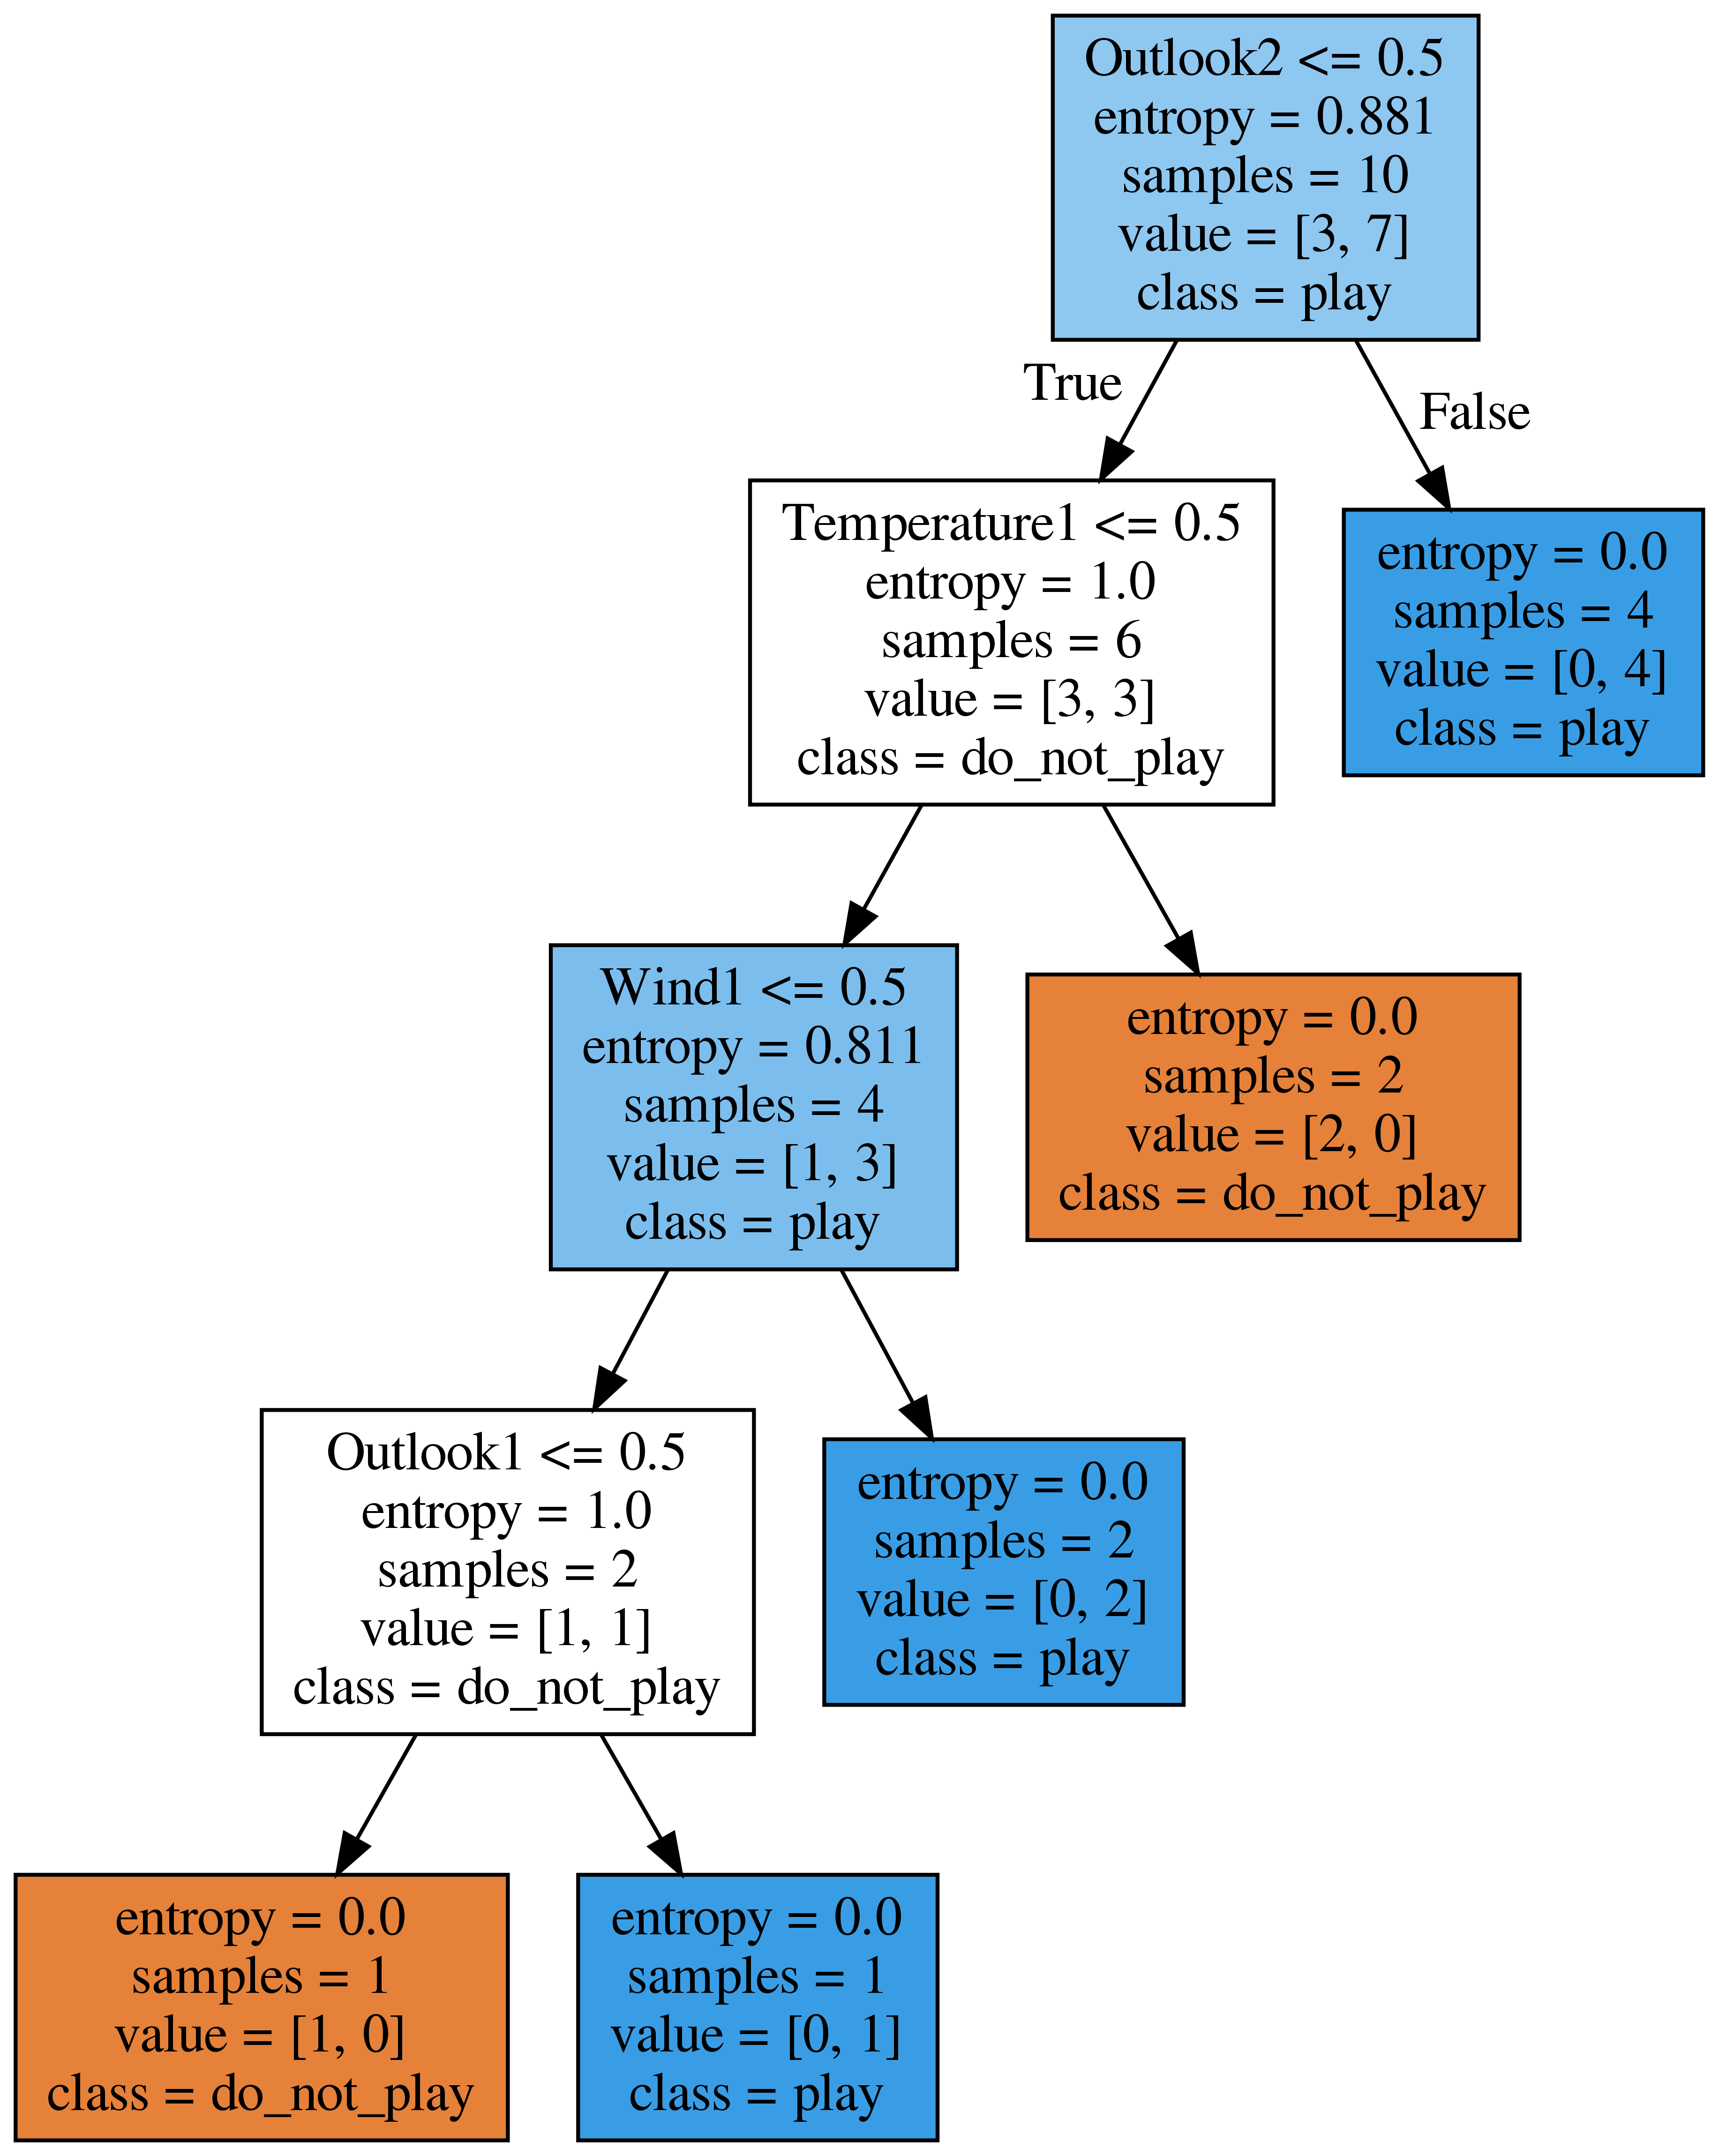 Outlook2 <= 0.5
entropy = 0.881
samples = 10
value = [3, 7]
class = play
True
False
Temperature1 <= 0.5
entropy = 1.0
samples = 6
value = [3, 3]
class = do_not_play
entropy = 0.0
samples = 4
value = [0, 4]
class = play
Wind1 <= 0.5
entropy = 0.811
samples = 4
value = [1, 3]
class = play
entropy = 0.0
samples = 2
value = [2, 0]
class = do_not_play
Outlook1 <= 0.5
entropy = 1.0
samples = 2
value = [1, 1]
class = do_not_play
entropy = 0.0
samples = 2
value = [0, 2]
class = play
entropy = 0.0
samples = 1
value = [1, 0]
class = do_not_play
entropy = 0.0
samples = 1
value = [0, 1]
class = play